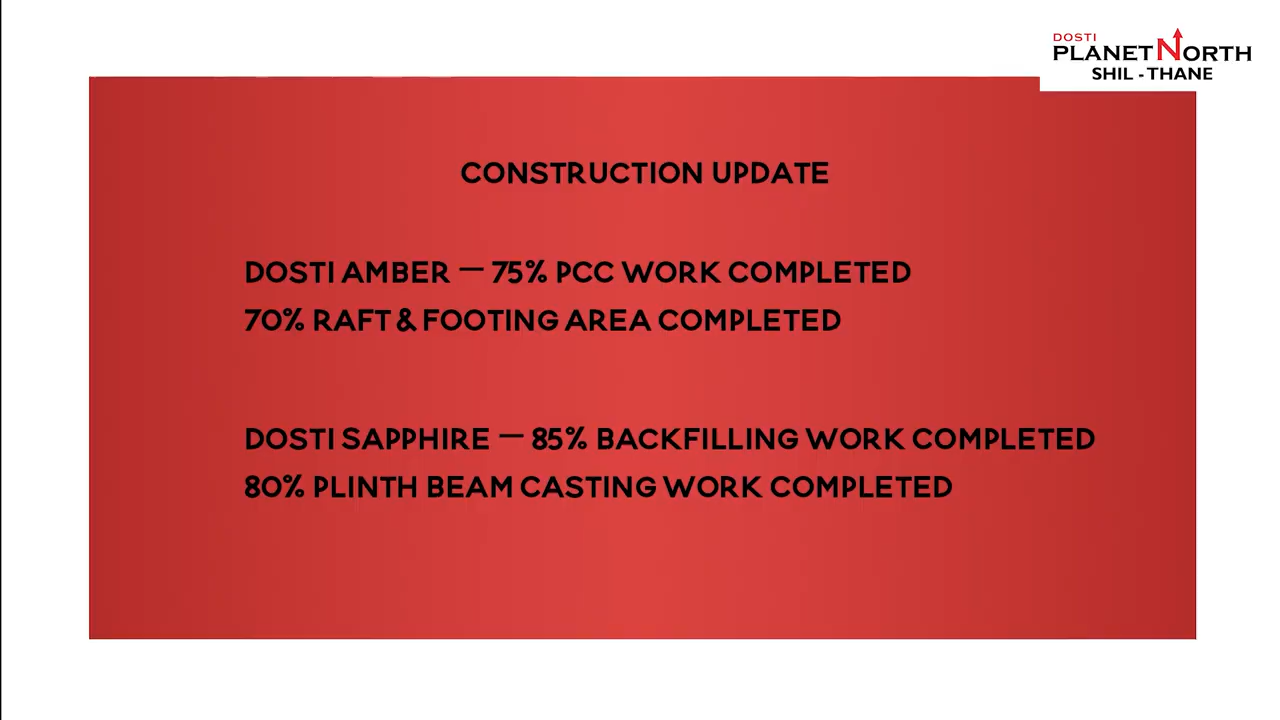 DOSTI
PLANET NORTH
SHIL - THANE
CONSTRUCTION UPDATE
DOSTI AMBER – 75% PCC WORK COMPLETED
70% RAFT & FOOTING AREA COMPLETED
DOSTI SAPPHIRE – 85% BACKFILLING WORK COMPLETED
80% PLINTH BEAM CASTING WORK COMPLETED